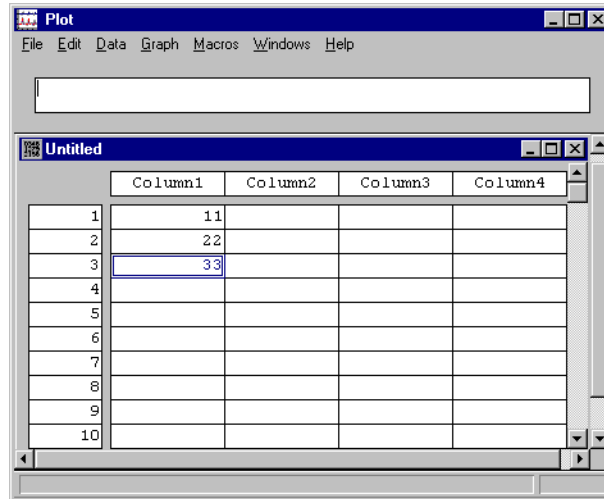 Plot
File Edit Data Graph Macros Windows Help
Untitled
Column1 Column2 Column3 Column4
1 11
2 22
3 33
4
5
6
7
8
9
10